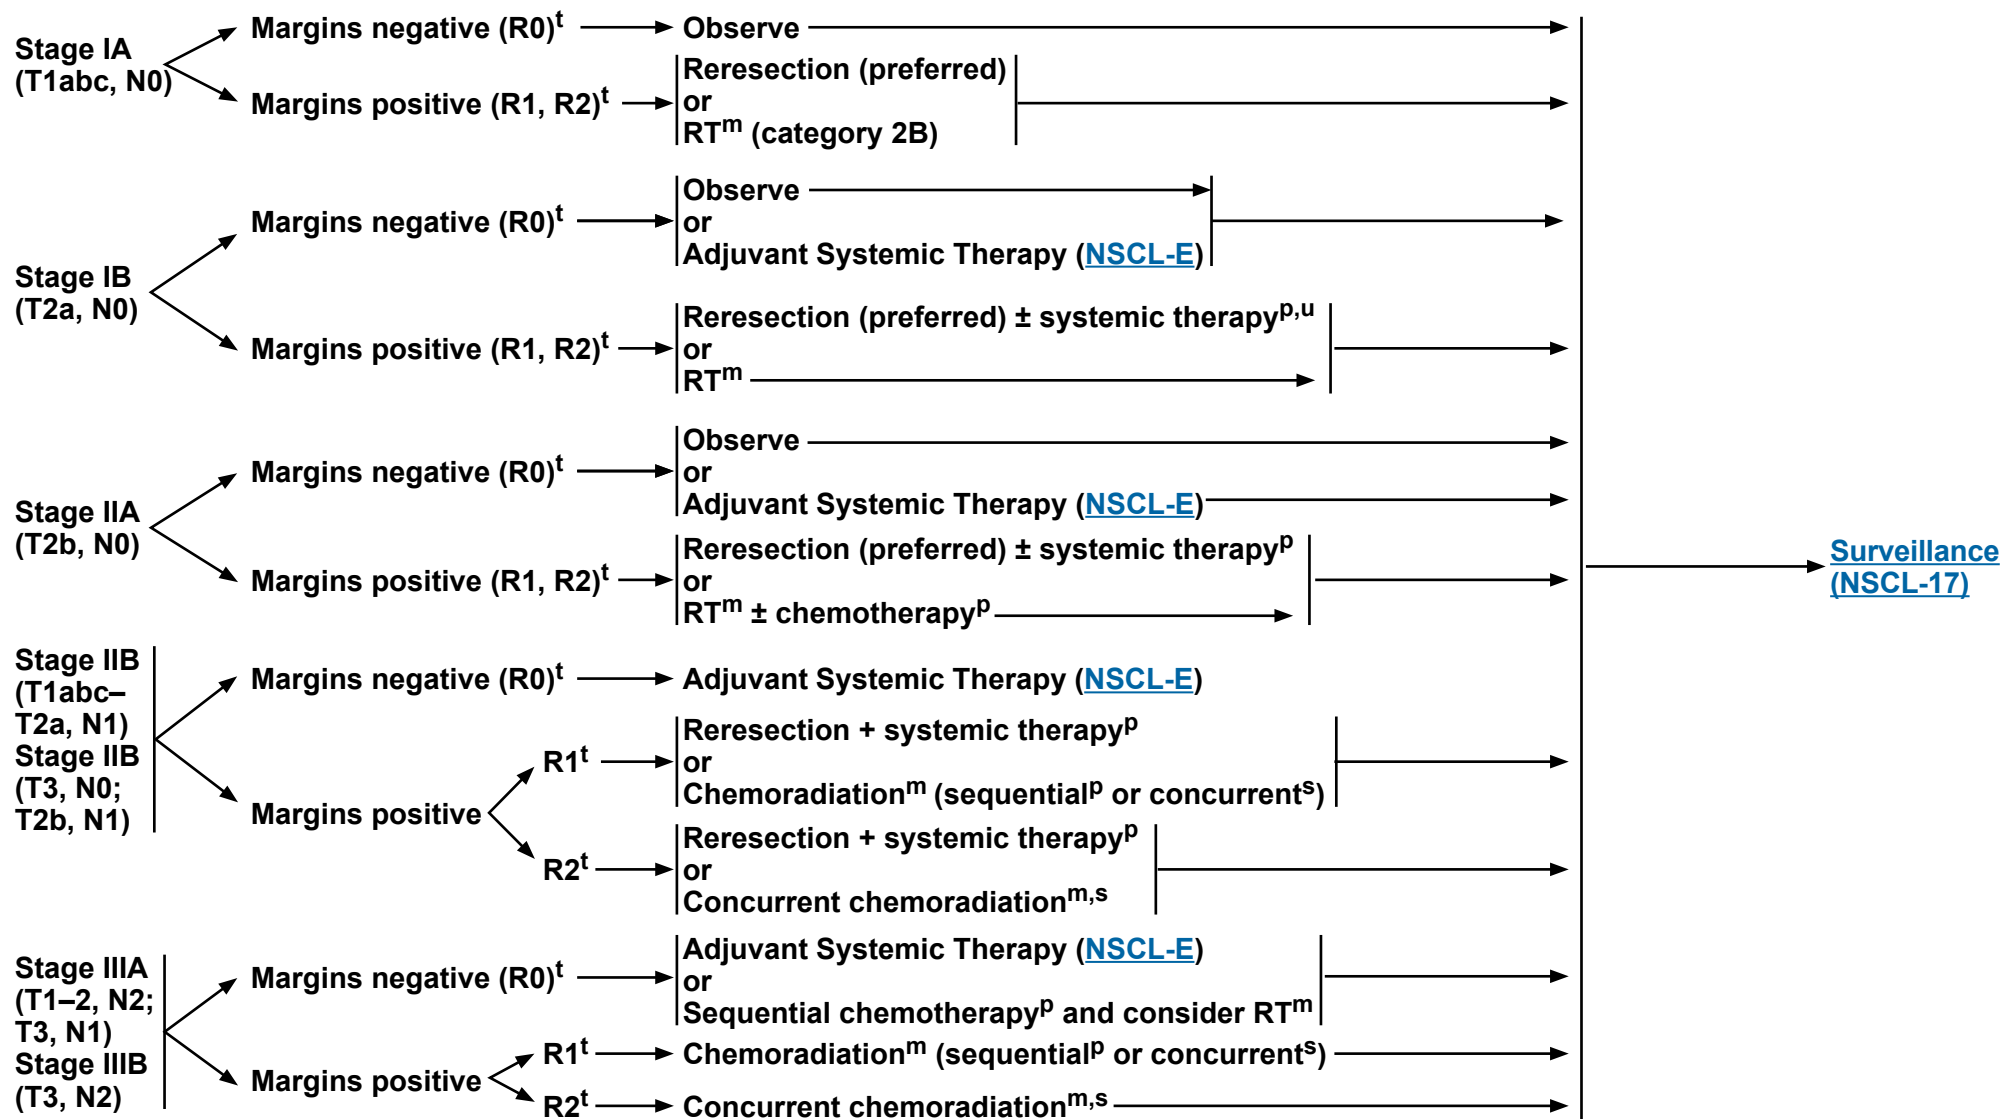 Stage IA
(T1abc, N0)
Margins negative (R0)t
Observe
Margins positive (R1, R2)t
Reresection (preferred)
or
RTm (category 2B)
Stage IB
(T2a, N0)
Margins negative (R0)t
Observe
or
Adjuvant Systemic Therapy (NSCL-E)
Margins positive (R1, R2)t
Reresection (preferred) ± systemic therapyp,u
or
RTm
Stage IIA
(T2b, N0)
Margins negative (R0)t
Observe
or
Adjuvant Systemic Therapy (NSCL-E)
Margins positive (R1, R2)t
Reresection (preferred) ± systemic therapyp
or
RTm ± chemotherapyp
Stage IIB
(T1abc–
T2a, N1)
Stage IIB
(T3, N0;
T2b, N1)
Margins negative (R0)t
Adjuvant Systemic Therapy (NSCL-E)
Margins positive
R1t
Reresection + systemic therapyp
or
Chemoradiationm (sequentialp or concurrents)
R2t
Reresection + systemic therapyp
or
Concurrent chemoradiationm,s
Stage IIIA
(T1–2, N2;
T3, N1)
Stage IIIB
(T3, N2)
Margins negative (R0)t
Adjuvant Systemic Therapy (NSCL-E)
or
Sequential chemotherapyp and consider RTm
Margins positive
R1t
Chemoradiationm (sequentialp or concurrents)
R2t
Concurrent chemoradiationm,s
Surveillance
(NSCL-17)